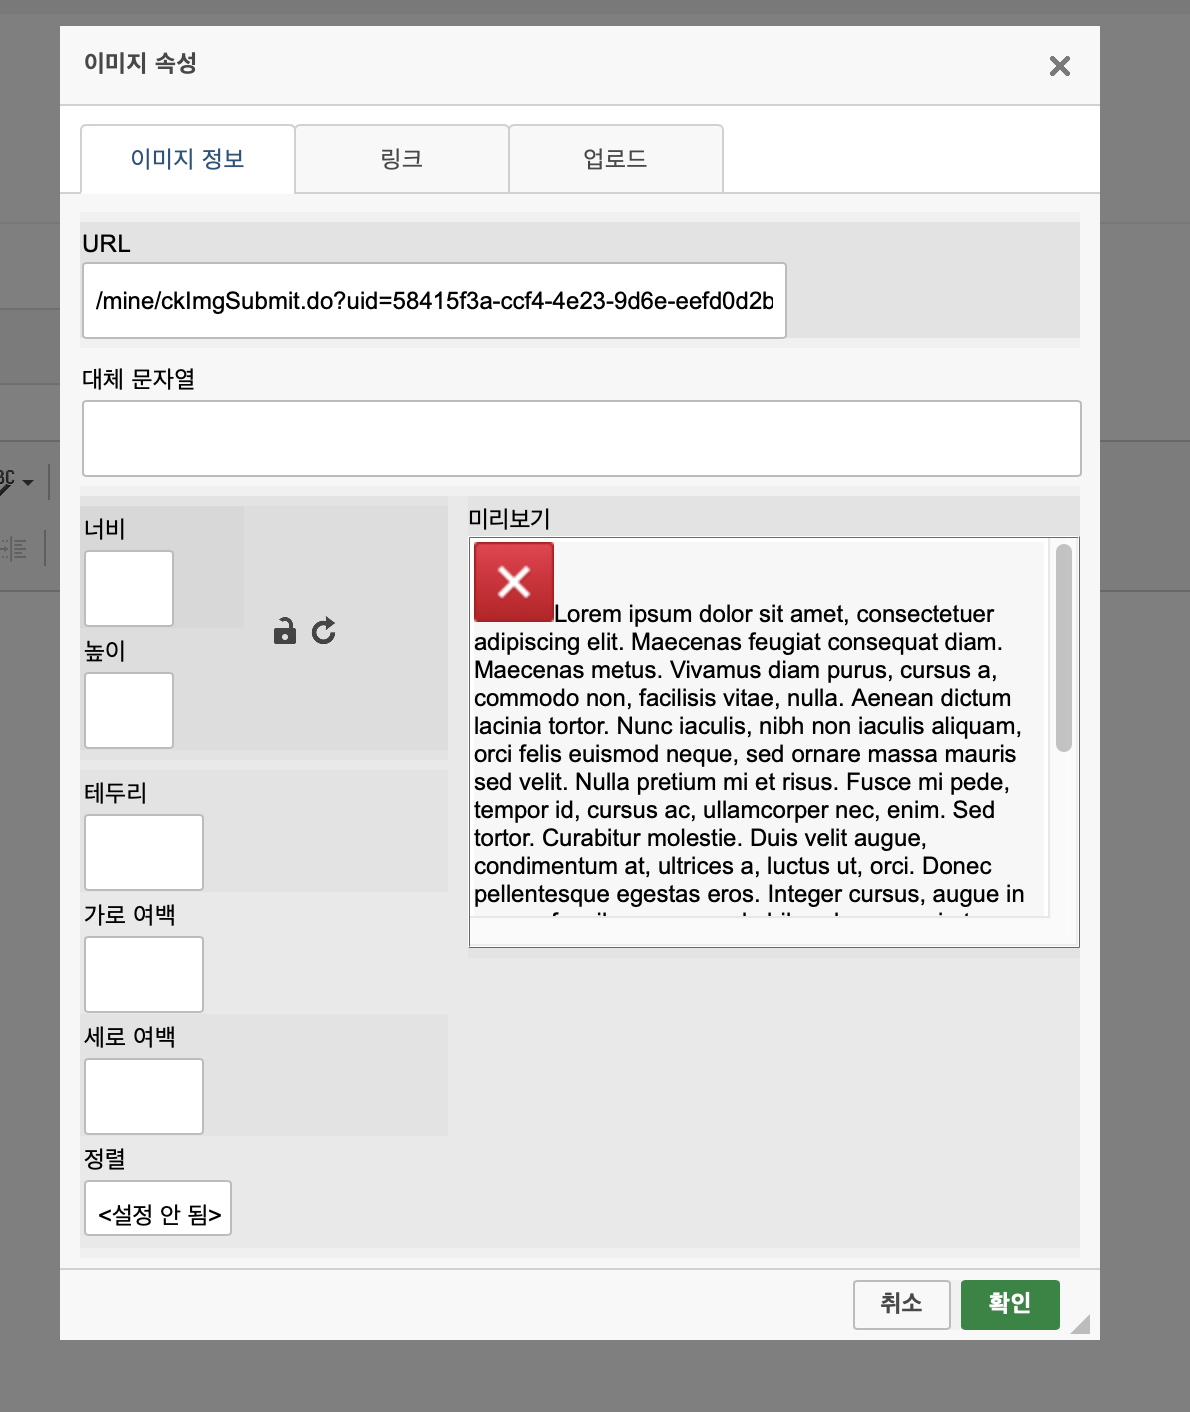 이미지 속성
이미지 정보
링크
업로드
URL
/mine/ckImgSubmit.do?uid=58415f3a-ccf4-4e23-9d6e-eefd0d2b
대체 문자열
너비
높이
테두리
가로 여백
세로 여백
정렬
<설정 안 됨>
미리보기
Lorem ipsum dolor sit amet, consectetuer
adipiscing elit. Maecenas feugiat consequat diam.
Maecenas metus. Vivamus diam purus, cursus a,
commodo non, facilisis vitae, nulla. Aenean dictum
lacinia tortor. Nunc iaculis, nibh non iaculis aliquam,
orci felis euismod neque, sed ornare massa mauris
sed velit. Nulla pretium mi et risus. Fusce mi pede,
tempor id, cursus ac, ullamcorper nec, enim. Sed
tortor. Curabitur molestie. Duis velit augue,
condimentum at, ultrices a, luctus ut, orci. Donec
pellentesque egestas eros. Integer cursus, augue in
취소
확인